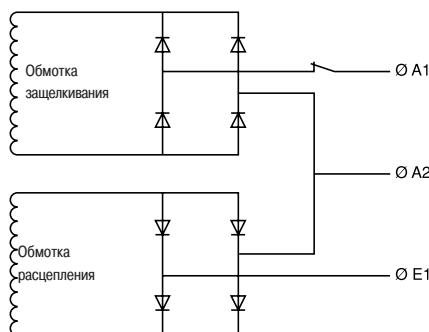 Обмотка
защелкивания
Ø A1
Ø A2
Обмотка
расцепления
Ø E1